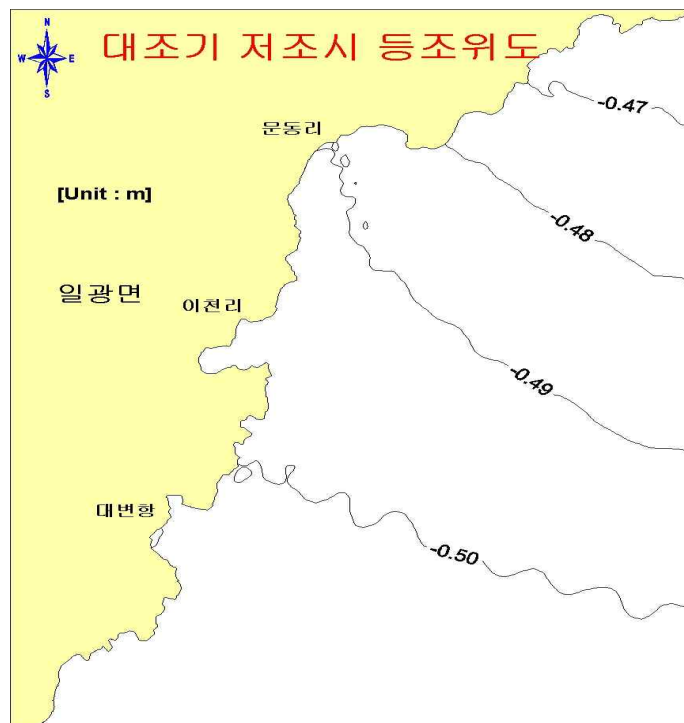 N
대조기 저조시 등조위도
W E
S
-0.47
문동리
[Unit : m]
-0.48
일광면
이천리
-0.49
대변항
-0.50